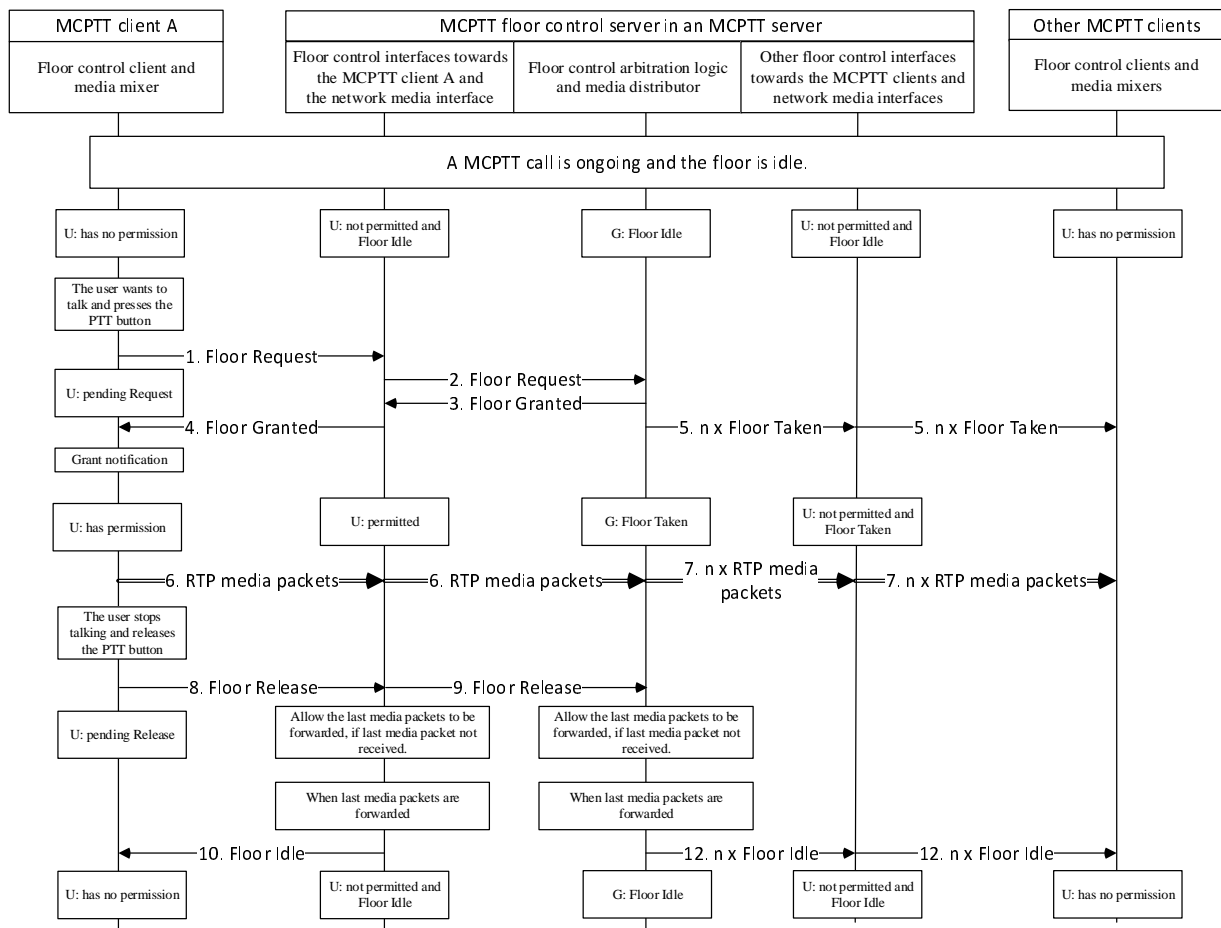 MCPTT client A
MCPTT floor control server in an MCPTT server
Other MCPTT clients
Floor control client and
media mixer
Floor control interfaces towards
the MCPTT client A and
the network media interface
Floor control arbitration logic
and media distributor
Other floor control interfaces
towards the MCPTT clients and
network media interfaces
Floor control clients and
media mixers
A MCPTT call is ongoing and the floor is idle.
U: has no permission
U: not permitted and
Floor Idle
G: Floor Idle
U: not permitted and
Floor Idle
U: has no permission
The user wants to
talk and presses the
PTT button
1. Floor Request
2. Floor Request
U: pending Request
3. Floor Granted
4. Floor Granted
5. n x Floor Taken
5. n x Floor Taken
Grant notification
U: has permission
U: permitted
G: Floor Taken
U: not permitted and
Floor Taken
6. RTP media packets
6. RTP media packets
7. n x RTP media
packets
7. n x RTP media packets
The user stops
talking and releases
the PTT button
8. Floor Release
9. Floor Release
U: pending Release
Allow the last media packets to be
forwarded, if last media packet not
received.
Allow the last media packets to be
forwarded, if last media packet not
received.
When last media packets are
forwarded
When last media packets are
forwarded
10. Floor Idle
12. n x Floor Idle
12. n x Floor Idle
U: has no permission
U: not permitted and
Floor Idle
G: Floor Idle
U: not permitted and
Floor Idle
U: has no permission